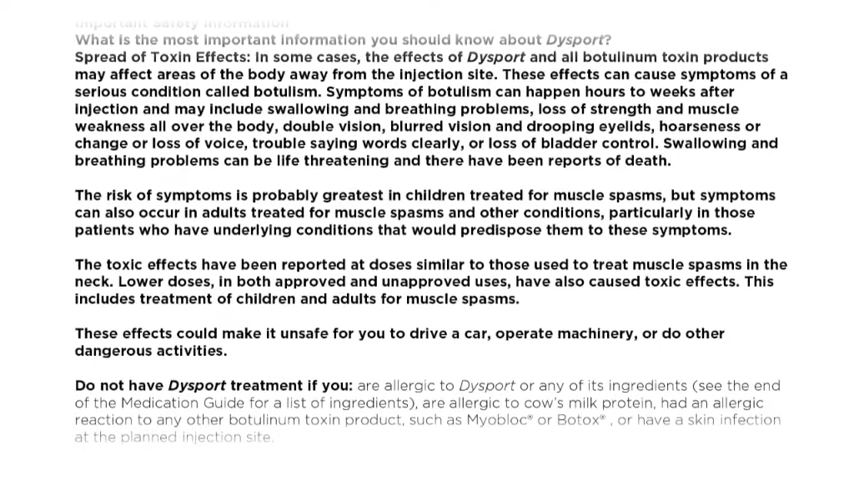 Important Safety Information
What is the most important information you should know about Dysport?
Spread of Toxin Effects: In some cases, the effects of Dysport and all botulinum toxin products
may affect areas of the body away from the injection site. These effects can cause symptoms of a
serious condition called botulism. Symptoms of botulism can happen hours to weeks after
injection and may include swallowing and breathing problems, loss of strength and muscle
weakness all over the body, double vision, blurred vision and drooping eyelids, hoarseness or
change or loss of voice, trouble saying words clearly, or loss of bladder control. Swallowing and
breathing problems can be life threatening and there have been reports of death.
The risk of symptoms is probably greatest in children treated for muscle spasms, but symptoms
can also occur in adults treated for muscle spasms and other conditions, particularly in those
patients who have underlying conditions that would predispose them to these symptoms.
The toxic effects have been reported at doses similar to those used to treat muscle spasms in the
neck. Lower doses, in both approved and unapproved uses, have also caused toxic effects. This
includes treatment of children and adults for muscle spasms.
These effects could make it unsafe for you to drive a car, operate machinery, or do other
dangerous activities.
Do not have Dysport treatment if you: are allergic to Dysport or any of its ingredients (see the end
of the Medication Guide for a list of ingredients), are allergic to cow's milk protein, had an allergic
reaction to any other botulinum toxin product, such as Myobloc® or Botox® , or have a skin infection
at the planned injection site.